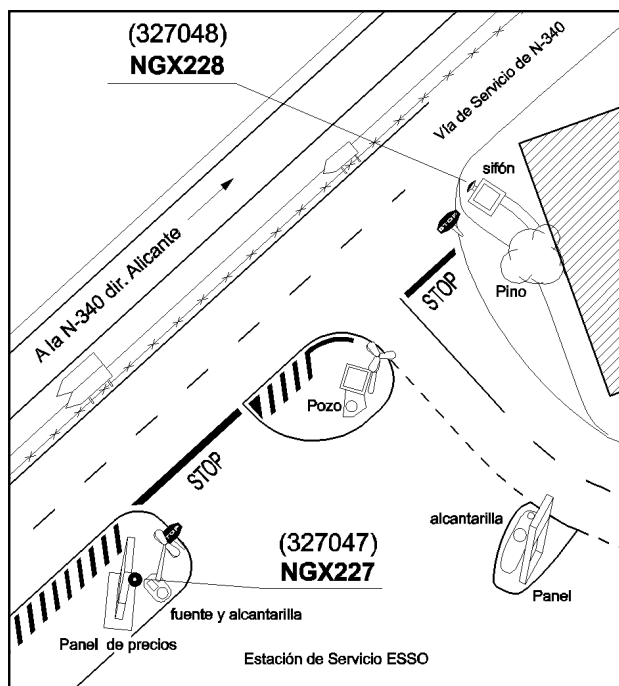 (327048)
NGX228
Vía de Servicio de N-340
sifón
STOP
A la N-340 dir. Alicante
STOP
Pino
Pozo
STOP
alcantarilla
STOP
(327047)
NGX227
Panel
fuente y alcantarilla
Panel de precios
Estación de Servicio ESSO